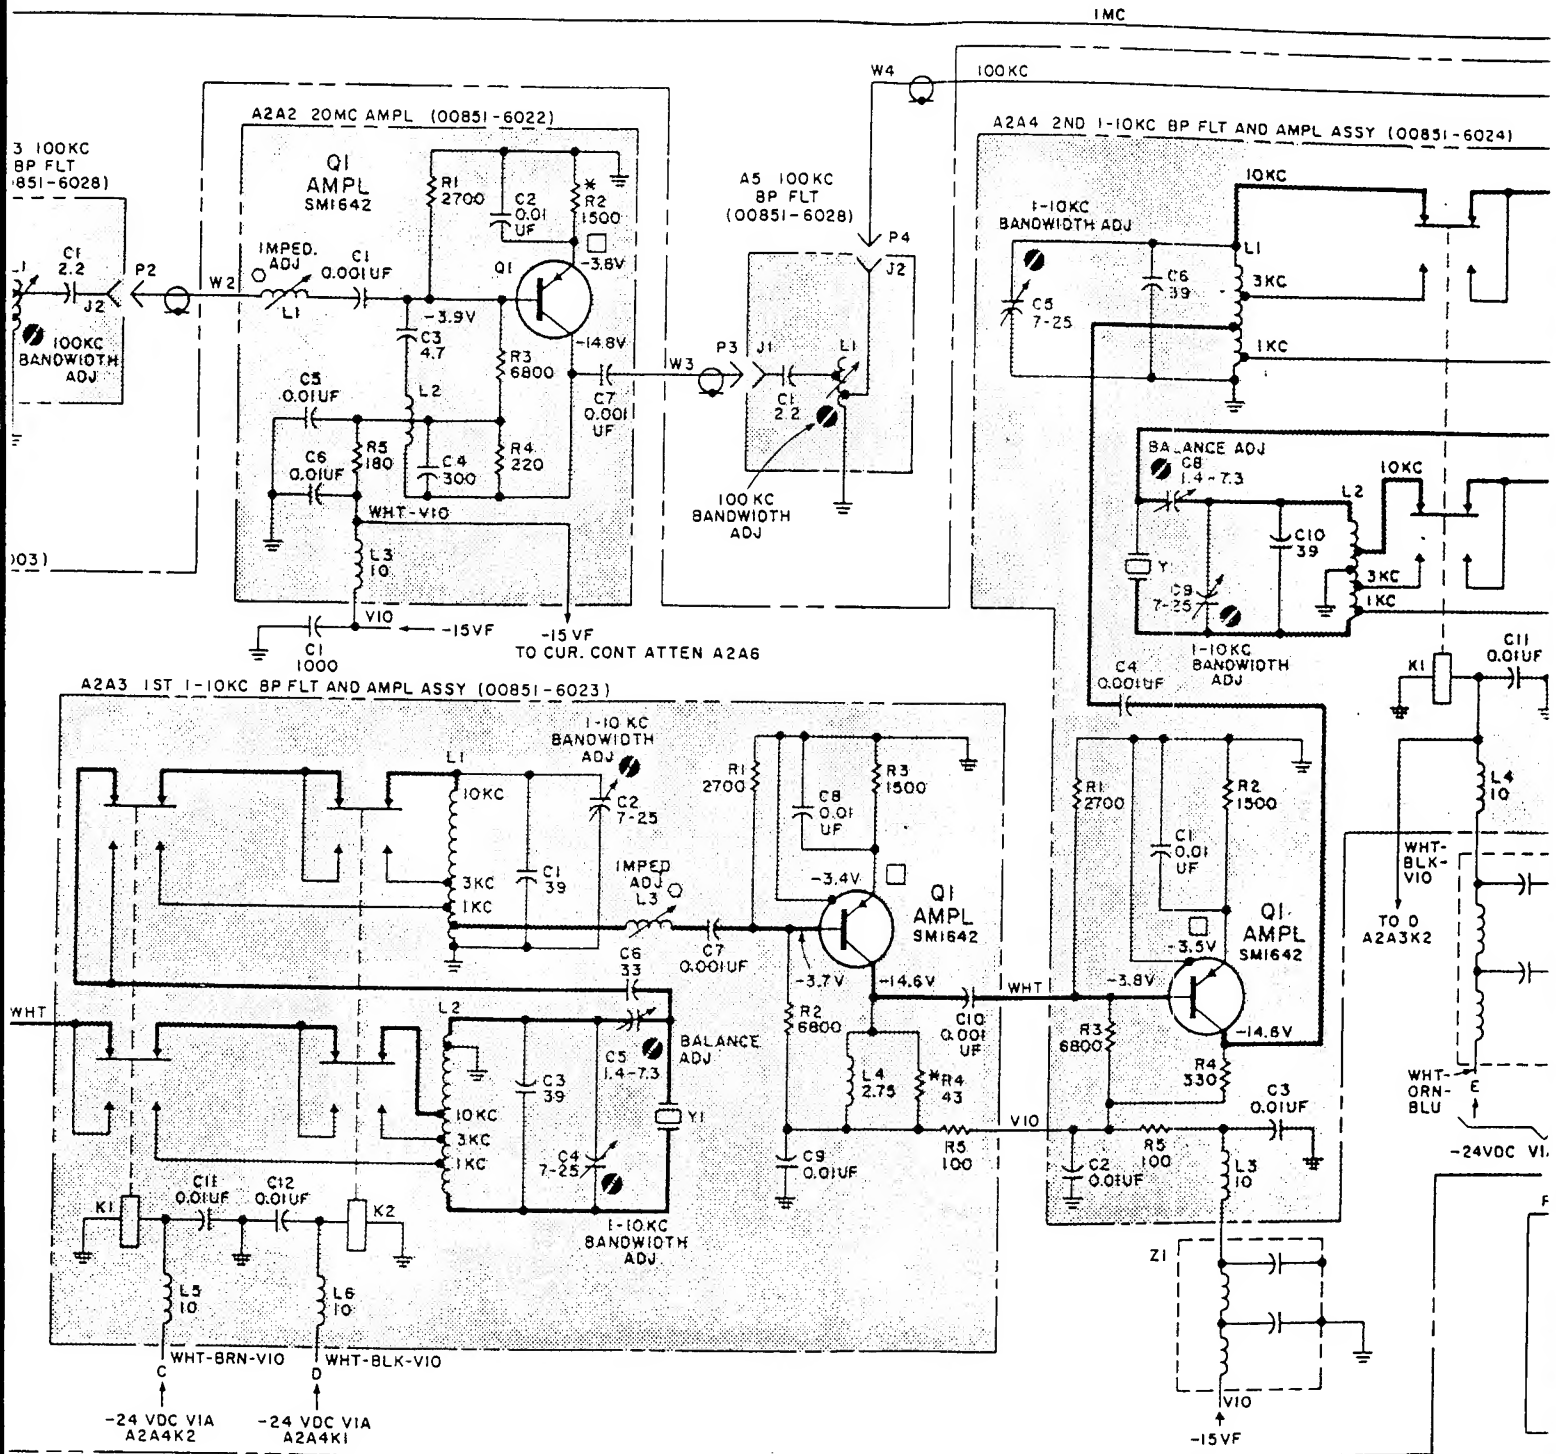 1MC
W4
100KC
A2A2 20MC AMPL (00851-6022)
3 100KC
BP FLT
851-6028)
Q1
AMPL
SM1642
R1
2700
C2
0.01
UF
*
R2
1500
-3.8V
IMPED.
ADJ
C1
0.001UF
Q1
L1
C1
2.2
J2
P2
W2
L1
-3.9V
C3
4.7
-14.8V
R3
6800
100KC
BANDWIDTH
ADJ
C5
0.01UF
L2
C7
0.001
UF
W3
P3
J1
C6
0.01UF
R5
180
C4
300
R4
220
WHT-VIO
L3
10
003)
VIO
-15VF
C1
1000
-15VF
TO CUR. CONT ATTEN A2A6
A5 100KC
BP FLT
(00851-6028)
P4
J2
L1
C1
2.2
100KC
BANDWIDTH
ADJ
A2A4 2ND 1-10KC BP FLT AND AMPL ASSY (00851-6024)
10KC
1-10KC
BANDWIDTH ADJ
L1
C6
39
3KC
C5
7-25
1KC
BALANCE ADJ
C8
1.4-7.3
L2
10KC
C10
39
Y
3KC
C9
7-25
1KC
1-10KC
BANDWIDTH
ADJ
C11
0.01UF
K1
C4
0.001UF
A2A3 1ST 1-10KC BP FLT AND AMPL ASSY (00851-6023)
1-10KC
BANDWIDTH
ADJ
L1
10KC
C2
7-25
R1
2700
C8
0.01
UF
R3
1500
R1
2700
R2
1500
L4
10
C1
39
IMPED
ADJ
L3
3KC
1KC
-3.4V
Q1
AMPL
SM1642
C1
0.01
UF
Q1
AMPL
SM1642
WHT-
BLK-
VIO
TO D
A2A3K2
C6
33
C7
0.001UF
-3.7V
-14.6V
WHT
-3.8V
-3.5V
-14.6V
WHT
L2
C5
1.4-7.3
BALANCE
ADJ
R2
6800
C10
0.001
UF
R3
6800
R4
330
C3
39
L4
2.75
*R4
43
WHT-
ORN-
BLU
E
10KC
3KC
1KC
Y1
C4
7-25
VIO
C3
0.01UF
C9
0.01UF
R5
100
C2
0.01UF
R5
100
L3
10
-24VDC VI
K1
C11
0.01UF
C12
0.01UF
K2
1-10KC
BANDWIDTH
ADJ
Z1
L5
10
L6
10
WHT-BRN-VIO
WHT-BLK-VIO
C
D
-24 VDC VIA
A2A4K2
-24 VDC VIA
A2A4K1
VIO
-15VF